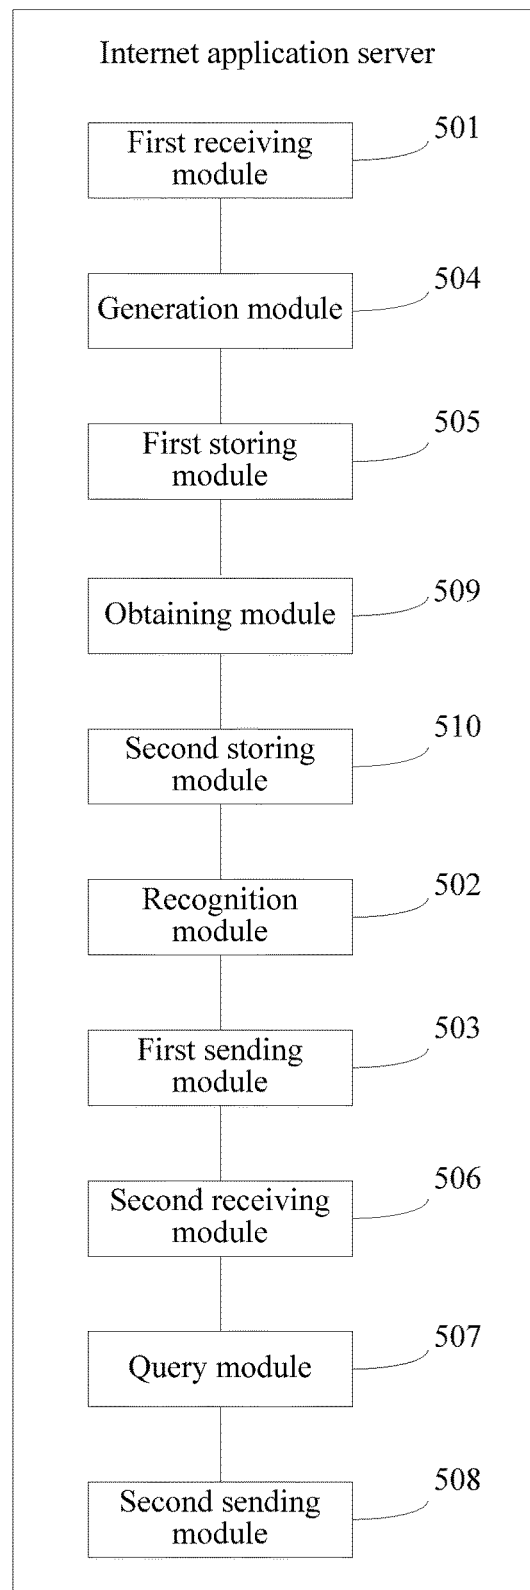 Internet application server
501
First receiving
module
504
Generation module
505
First storing
module
509
Obtaining module
510
Second storing
module
502
Recognition
module
503
First sending
module
506
Second receiving
module
507
Query module
508
Second sending
module